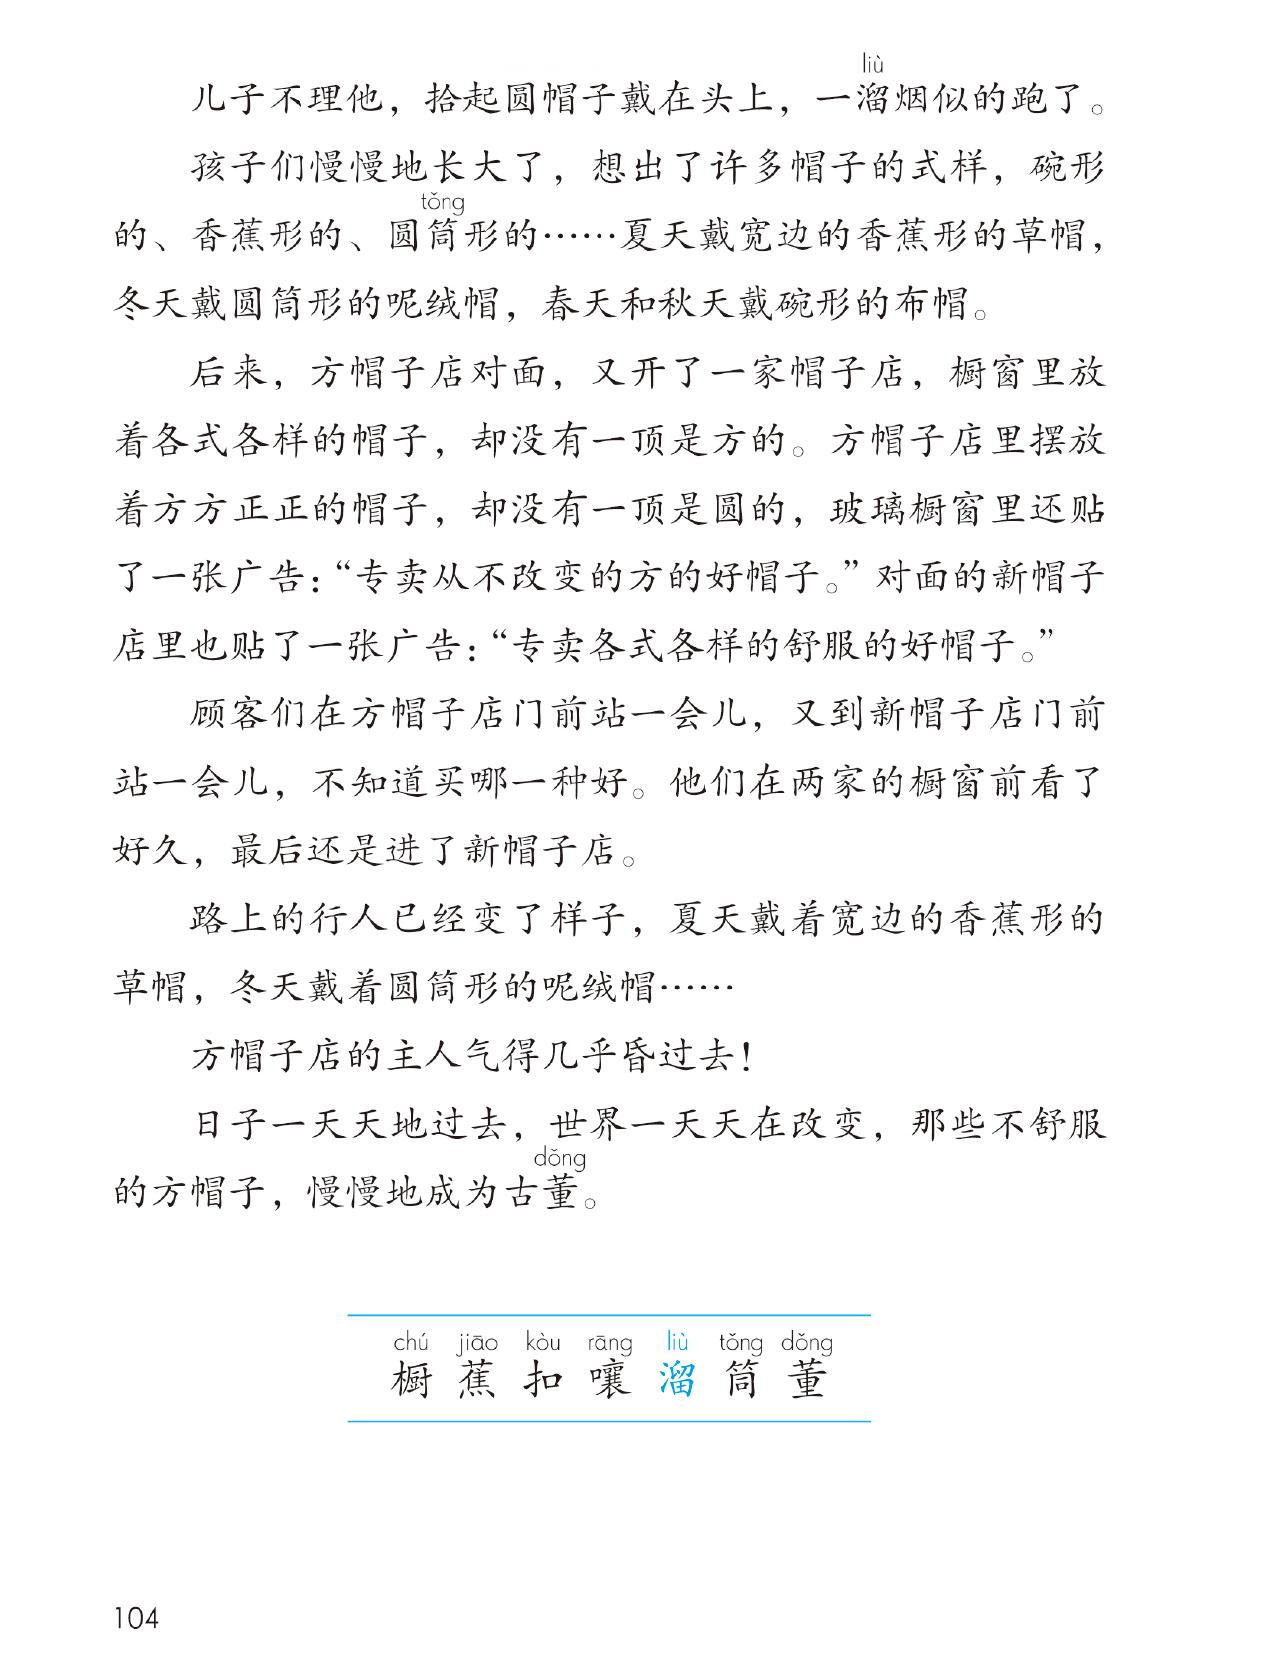 liù
儿子不理他，拾起圆帽子戴在头上，一溜烟似的跑了。
孩子们慢慢地长大了，想出了许多帽子的式样，碗形
tǒng
的、香蕉形的、圆筒形的……夏天戴宽边的香蕉形的草帽，
冬天戴圆筒形的呢绒帽，春天和秋天戴碗形的布帽。
后来，方帽子店对面，又开了一家帽子店，橱窗里放
着各式各样的帽子，却没有一顶是方的。方帽子店里摆放
着方方正正的帽子，却没有一顶是圆的，玻璃橱窗里还贴
了一张广告：“专卖从不改变的方的好帽子。”对面的新帽子
店里也贴了一张广告：“专卖各式各样的舒服的好帽子。”
顾客们在方帽子店门前站一会儿，又到新帽子店门前
站一会儿，不知道买哪一种好。他们在两家的橱窗前看了
好久，最后还是进了新帽子店。
路上的行人已经变了样子，夏天戴着宽边的香蕉形的
草帽，冬天戴着圆筒形的呢绒帽……
方帽子店的主人气得几乎昏过去！
日子一天天地过去，世界一天天在改变，那些不舒服
dǒng
的方帽子，慢慢地成为古董。
chú jiāo kòu rāng liù tǒng dǒng
橱 蕉 扣 嚷 溜 筒 董
104